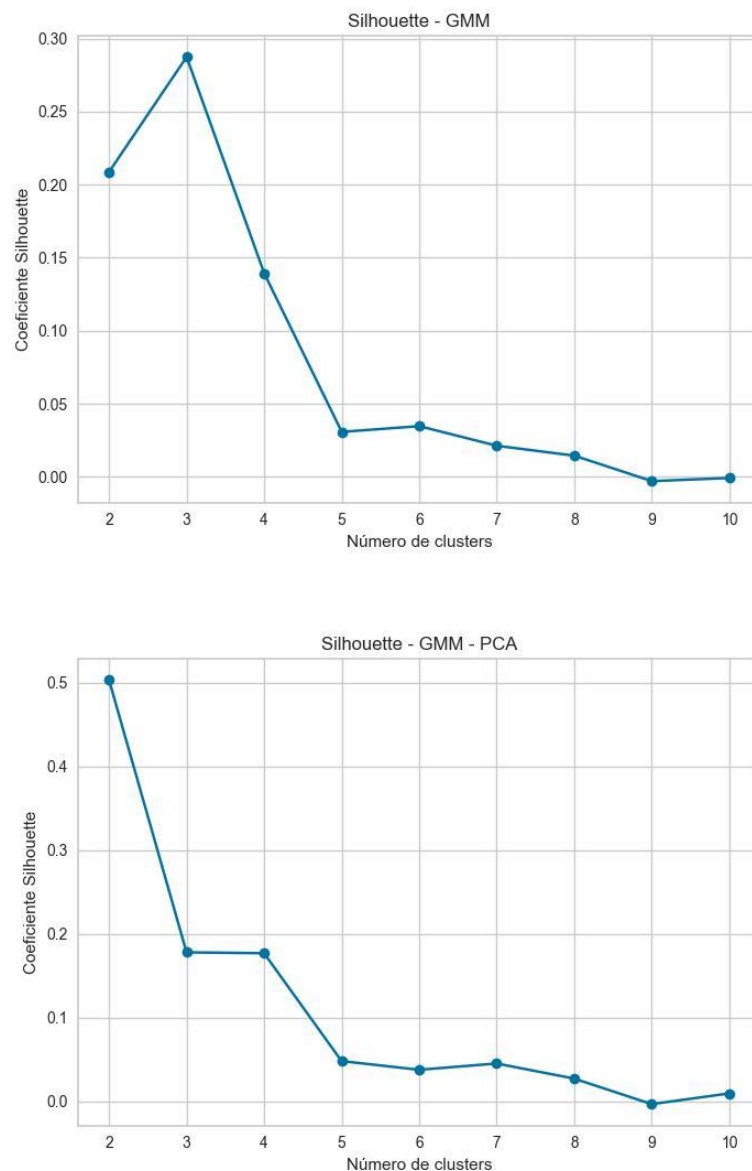 Silhouette - GMM
0.30
0.25
0.20
0.15
0.10
0.05
0.00
Coeficiente Silhouette
2 3 4 5 6 7 8 9 10
Número de clusters
Silhouette - GMM - PCA
0.5
0.4
0.3
0.2
0.1
0.0
Coeficiente Silhouette
2 3 4 5 6 7 8 9 10
Número de clusters